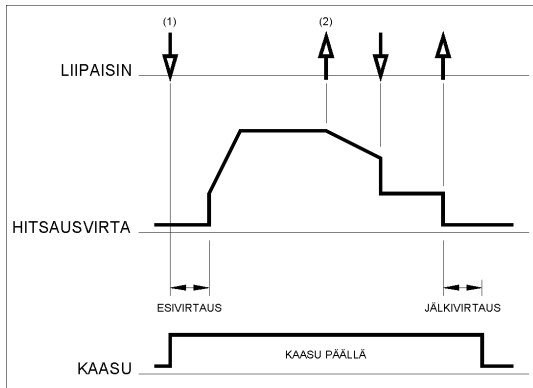 (1)
(2)
LIIPAISIN
HITSAUSVIRTA
ESIVIRTAUS
JÄLKIVIRTAUS
KAASU PÄÄLLÄ
KAASU